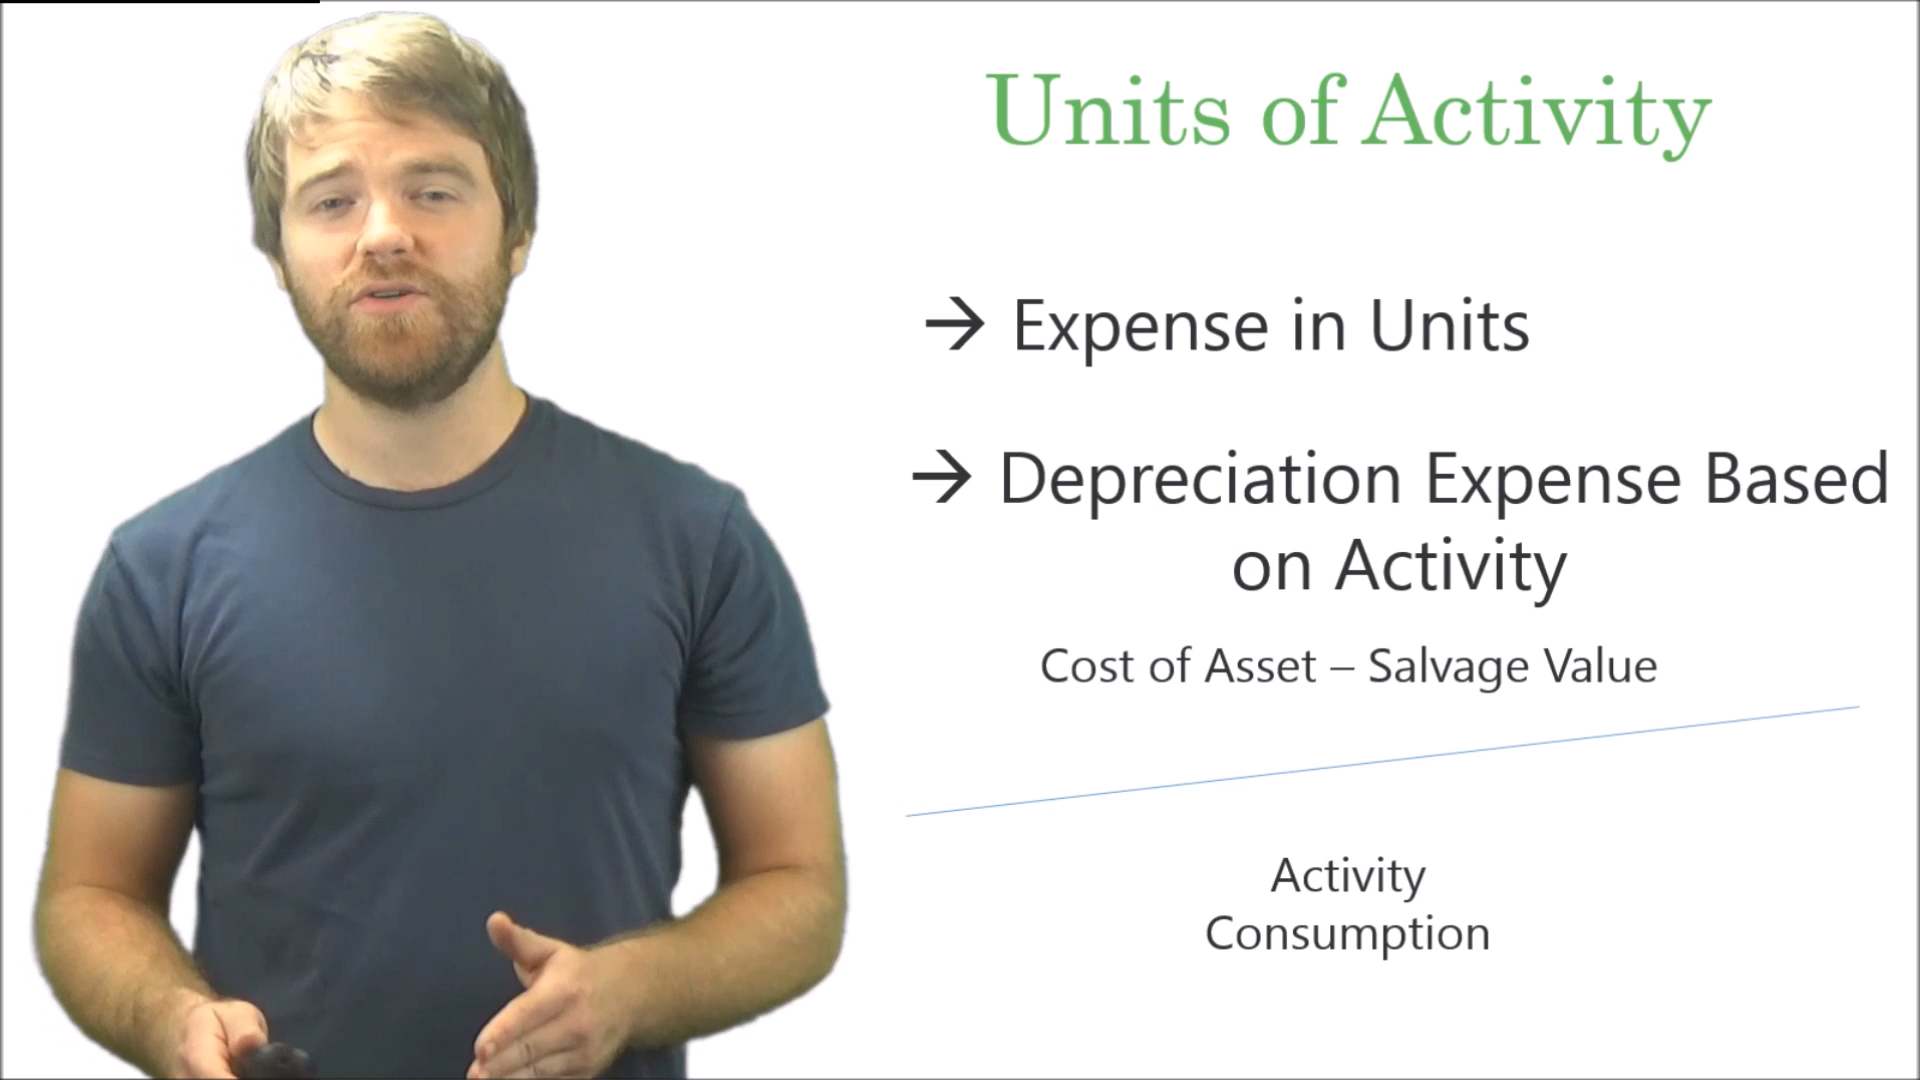 Units of Activity
→ Expense in Units
→ Depreciation Expense Based
on Activity
Cost of Asset – Salvage Value
Activity
Consumption